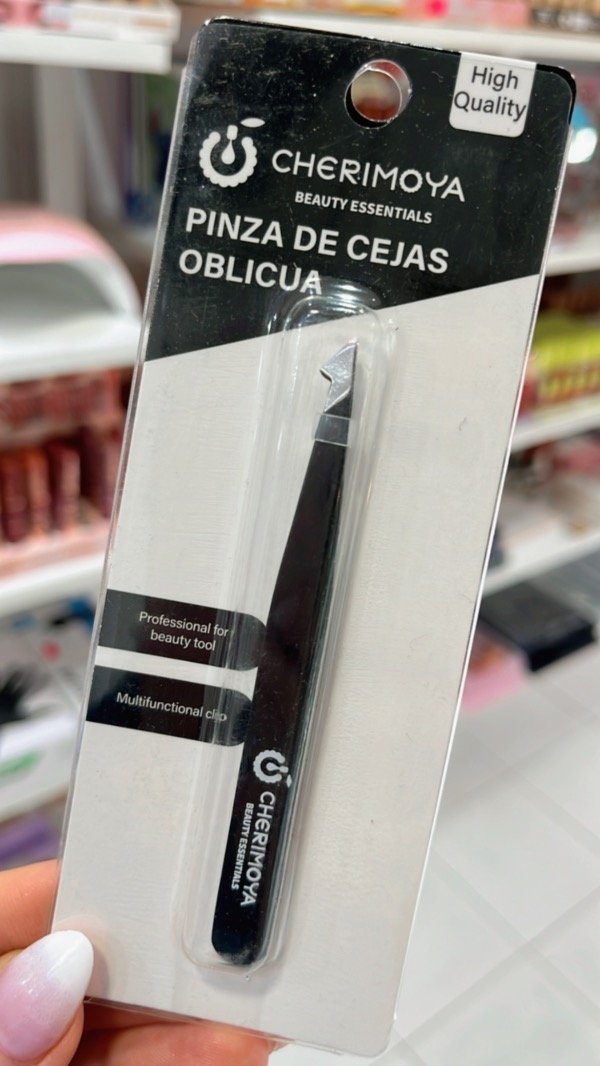 High
Quality
CHERIMOYA
BEAUTY ESSENTIALS
PINZA DE CEJAS
OBLICUA
Professional for
beauty tool
Multifunctional clip
CHERIMOYA
BEAUTY ESSENTIALS